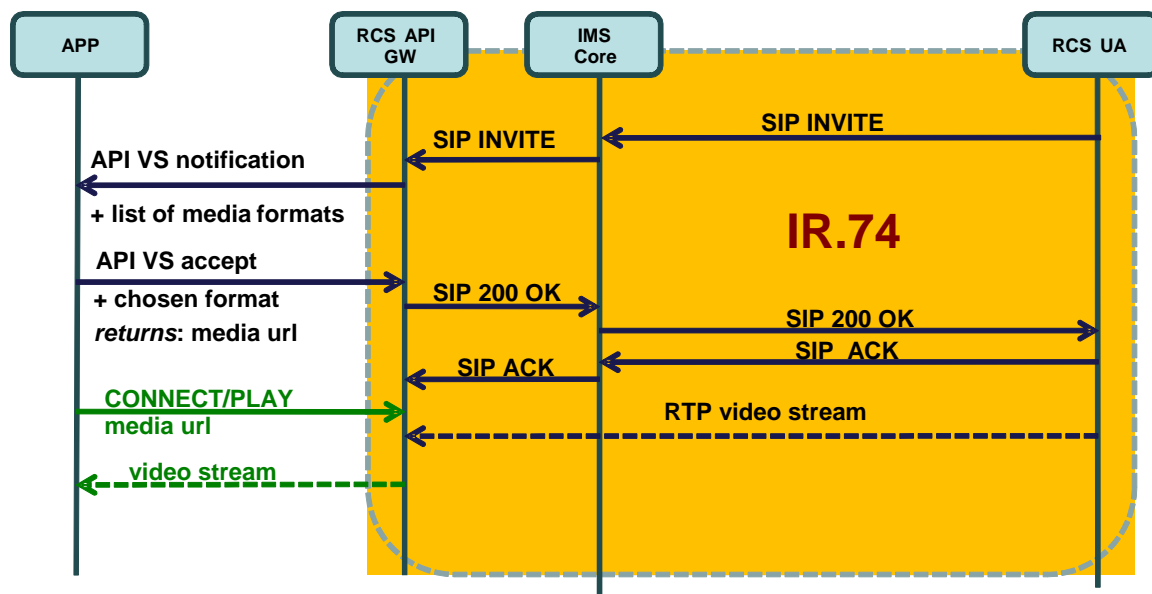 APP
RCS API
GW
IMS
Core
RCS UA
SIP INVITE
SIP INVITE
API VS notification
+ list of media formats
IR.74
API VS accept
+ chosen format
returns: media url
SIP 200 OK
SIP 200 OK
SIP ACK
SIP ACK
CONNECT/PLAY
media url
RTP video stream
video stream